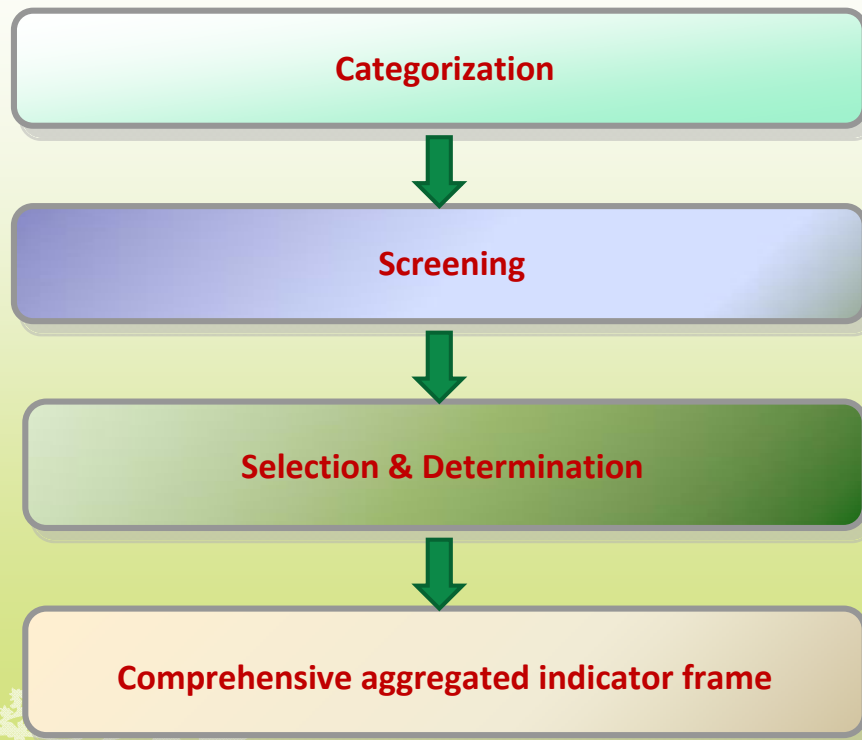 Categorization
Screening
Selection & Determination
Comprehensive aggregated indicator frame